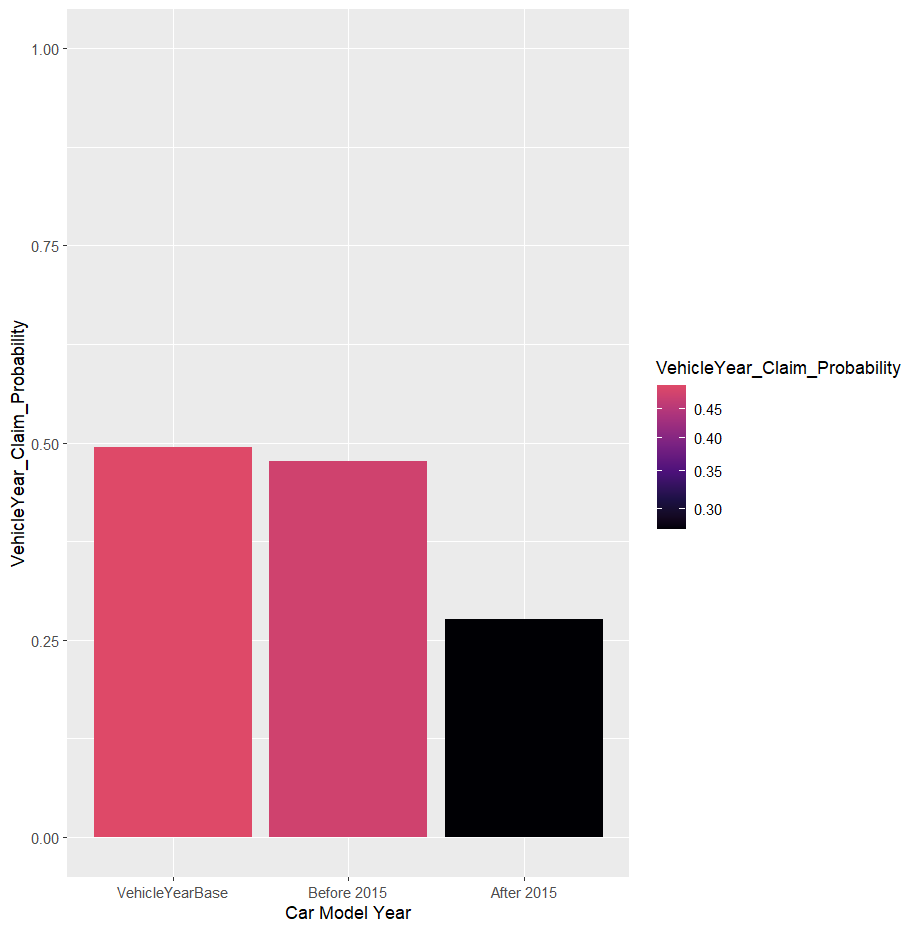 1.00
0.75
0.50
0.25
0.00
VehicleYear_Claim_Probability
VehicleYearBase
Before 2015
After 2015
Car Model Year
VehicleYear_Claim_Probability
0.45
0.40
0.35
0.30